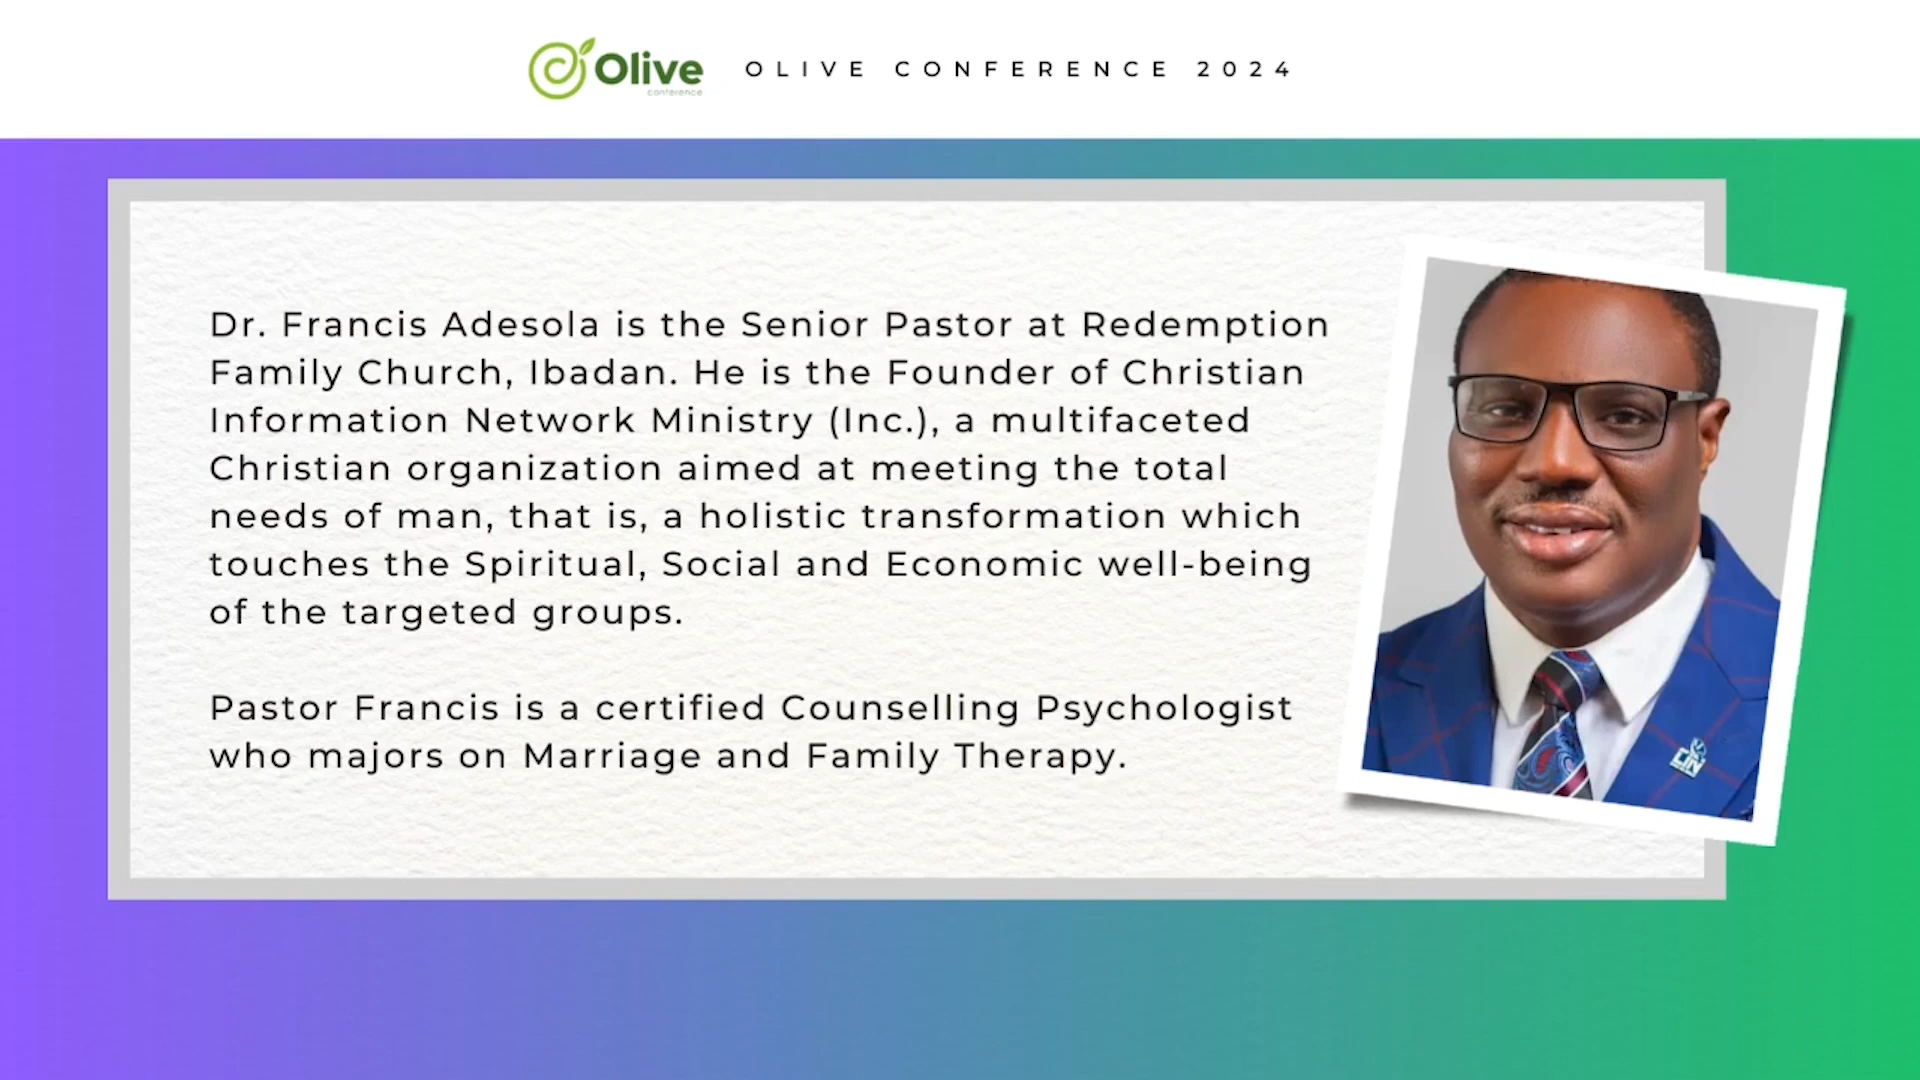 Olive
conference
OLIVE CONFERENCE 2024
Dr. Francis Adesola is the Senior Pastor at Redemption
Family Church, Ibadan. He is the Founder of Christian
Information Network Ministry (Inc.), a multifaceted
Christian organization aimed at meeting the total
needs of man, that is, a holistic transformation which
touches the Spiritual, Social and Economic well-being
of the targeted groups.
Pastor Francis is a certified Counselling Psychologist
who majors on Marriage and Family Therapy.